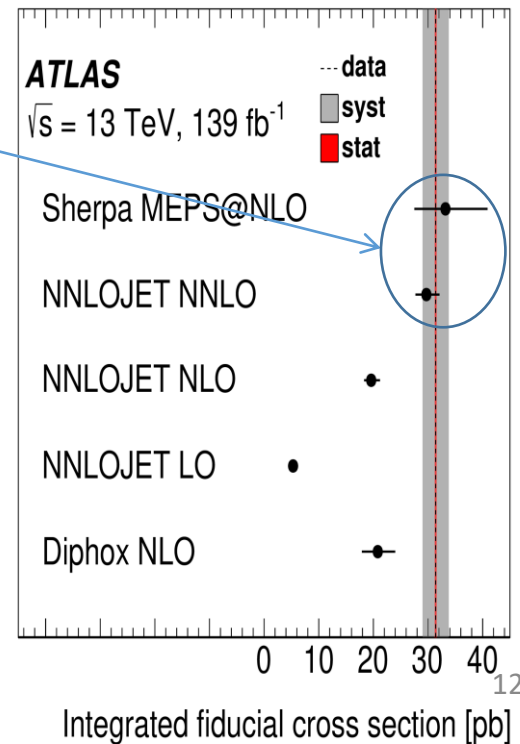 ATLAS
√s = 13 TeV, 139 fb⁻¹
data
syst
stat
Sherpa MEPS@NLO
NNLOJET NNLO
NNLOJET NLO
NNLOJET LO
Diphox NLO
0 10 20 30 40
12
Integrated fiducial cross section [pb]